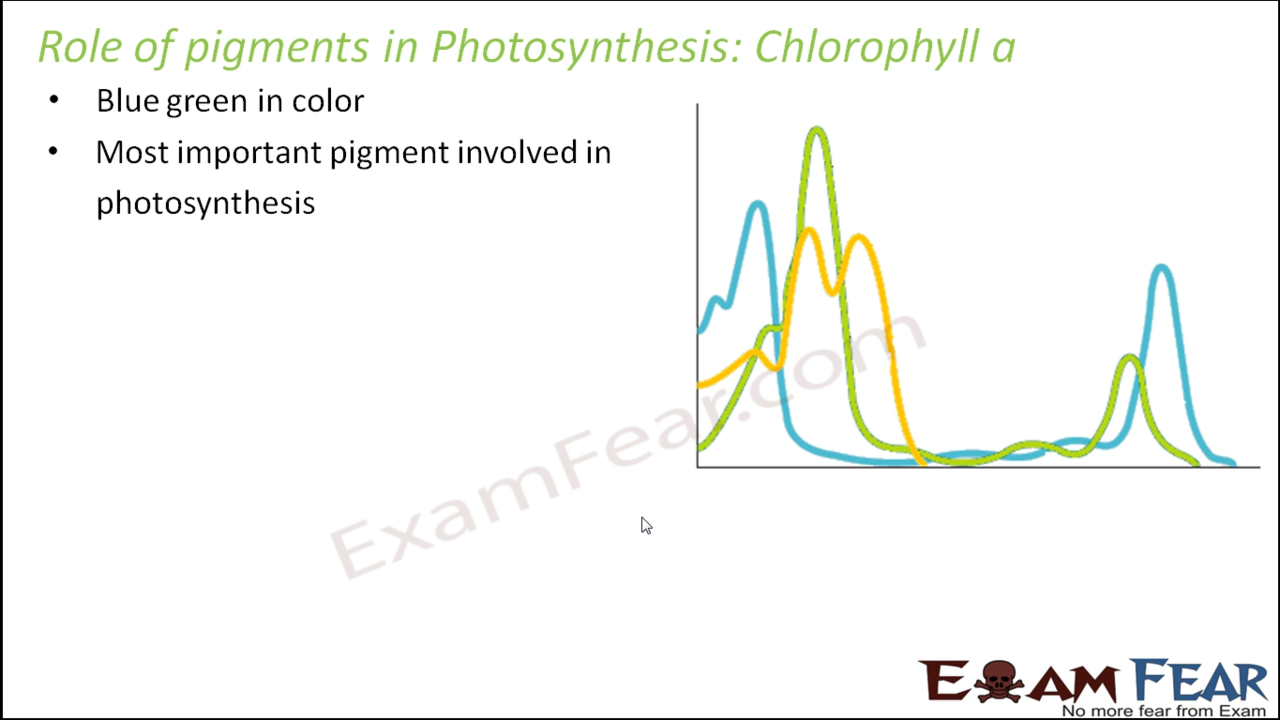 Role of pigments in Photosynthesis: Chlorophyll a
• Blue green in color
• Most important pigment involved in
photosynthesis
ExamFear.com
EXAM FEAR
No more fear from Exam